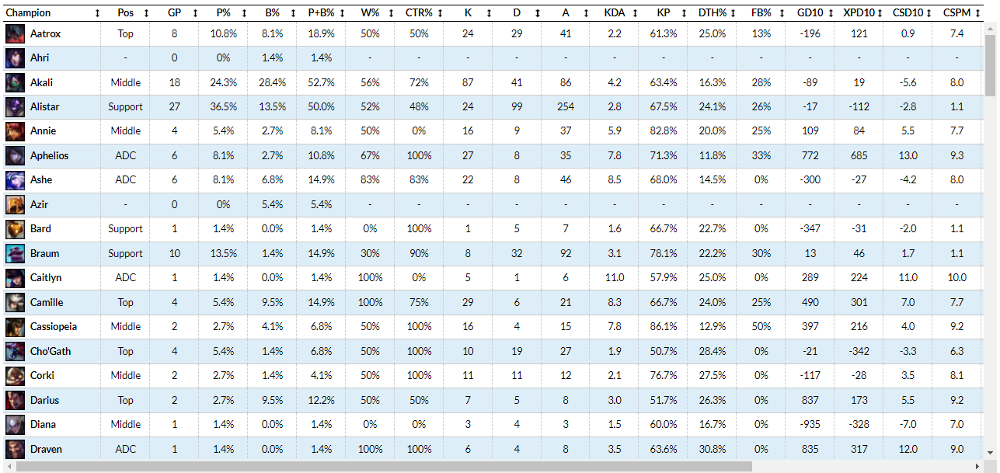 Champion Pos GP P% B% P+B% W% CTR% K D A KDA KP DTH% FB% GD10 XPD10 CSD10 CSPM
Aatrox Top 8 10.8% 8.1% 18.9% 50% 50% 24 29 41 2.2 61.3% 25.0% 13% -196 121 0.9 7.4
Ahri - 0 0% 1.4% 1.4% - - - - - - - - - - - - -
Akali Middle 18 24.3% 28.4% 52.7% 56% 72% 87 41 86 4.2 63.4% 16.3% 28% -89 19 -5.6 8.0
Alistar Support 27 36.5% 13.5% 50.0% 52% 48% 24 99 254 2.8 67.5% 24.1% 26% -17 -112 -2.8 1.1
Annie Middle 4 5.4% 2.7% 8.1% 50% 0% 16 9 37 5.9 82.8% 20.0% 25% 109 84 5.5 7.7
Aphelios ADC 6 8.1% 2.7% 10.8% 67% 100% 27 8 35 7.8 71.3% 11.8% 33% 772 685 13.0 9.3
Ashe ADC 6 8.1% 6.8% 14.9% 83% 83% 22 8 46 8.5 68.0% 14.5% 0% -300 -27 -4.2 8.0
Azir - 0 0% 5.4% 5.4% - - - - - - - - - - - - -
Bard Support 1 1.4% 0.0% 1.4% 0% 100% 1 5 7 1.6 66.7% 22.7% 0% -347 -31 -2.0 1.1
Braum Support 10 13.5% 1.4% 14.9% 30% 90% 8 32 92 3.1 78.1% 22.2% 30% 13 46 1.7 1.1
Caitlyn ADC 1 1.4% 0.0% 1.4% 100% 0% 5 1 6 11.0 57.9% 25.0% 0% 289 224 11.0 10.0
Camille Top 4 5.4% 9.5% 14.9% 100% 75% 29 6 21 8.3 66.7% 24.0% 25% 490 301 7.0 7.7
Cassiopeia Middle 2 2.7% 4.1% 6.8% 50% 100% 16 4 15 7.8 86.1% 12.9% 50% 397 216 4.0 9.2
Cho'Gath Top 4 5.4% 1.4% 6.8% 50% 100% 10 19 27 1.9 50.7% 28.4% 0% -21 -342 -3.3 6.3
Corki Middle 2 2.7% 1.4% 4.1% 50% 100% 11 11 12 2.1 76.7% 27.5% 0% -117 -28 3.5 8.1
Darius Top 2 2.7% 9.5% 12.2% 50% 50% 7 5 8 3.0 51.7% 26.3% 0% 837 173 5.5 9.2
Diana Middle 1 1.4% 0.0% 1.4% 0% 0% 3 4 3 1.5 60.0% 16.7% 0% -935 -328 -7.0 7.0
Draven ADC 1 1.4% 0.0% 1.4% 100% 100% 6 4 8 3.5 63.6% 30.8% 0% 835 317 12.0 9.0